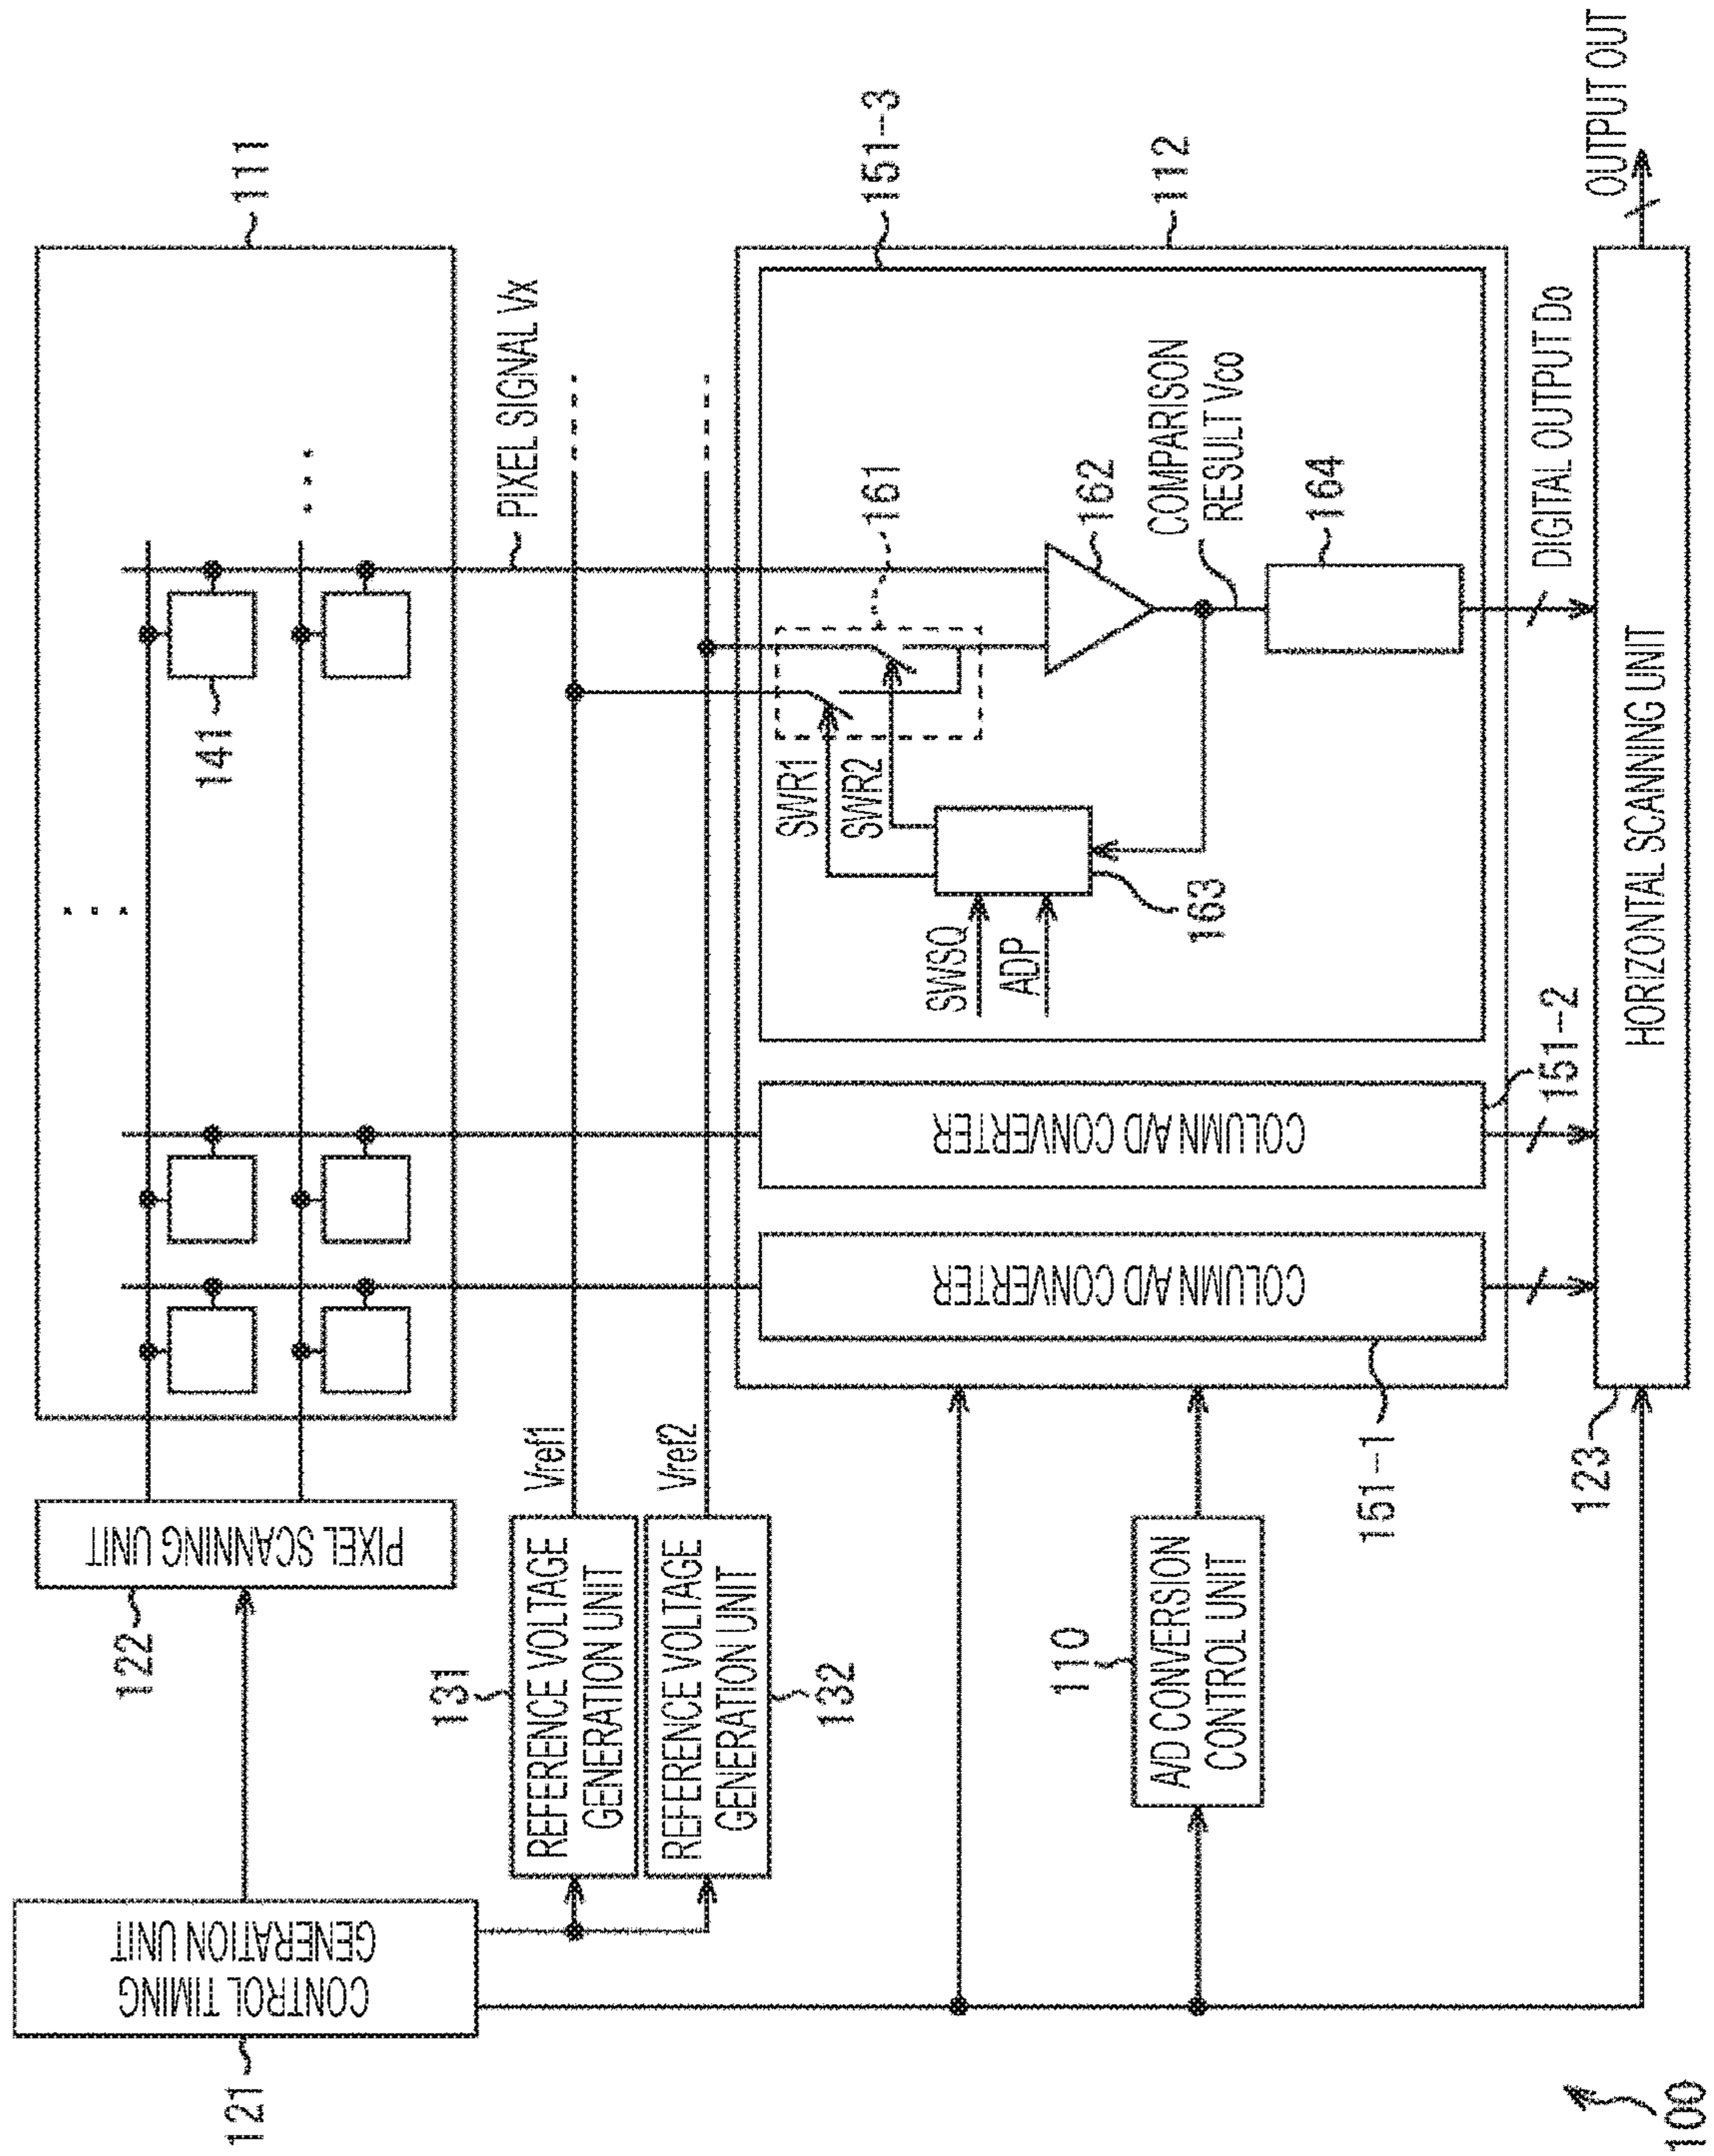 111
141
PIXEL SIGNAL Vx
CONTROL TIMING
GENERATION UNIT
121
PIXEL SCANNING UNIT
122
131
REFERENCE VOLTAGE
GENERATION UNIT
Vref1
REFERENCE VOLTAGE
GENERATION UNIT
Vref2
132
151-3
112
161
SWR1
SWR2
162
SWSQ
ADP
163
COMPARISON
RESULT Vco
164
110
A/D CONVERSION
CONTROL UNIT
COLUMN A/D CONVERTER
COLUMN A/D CONVERTER
151-1
151-2
DIGITAL OUTPUT Do
123
HORIZONTAL SCANNING UNIT
OUTPUT OUT
100